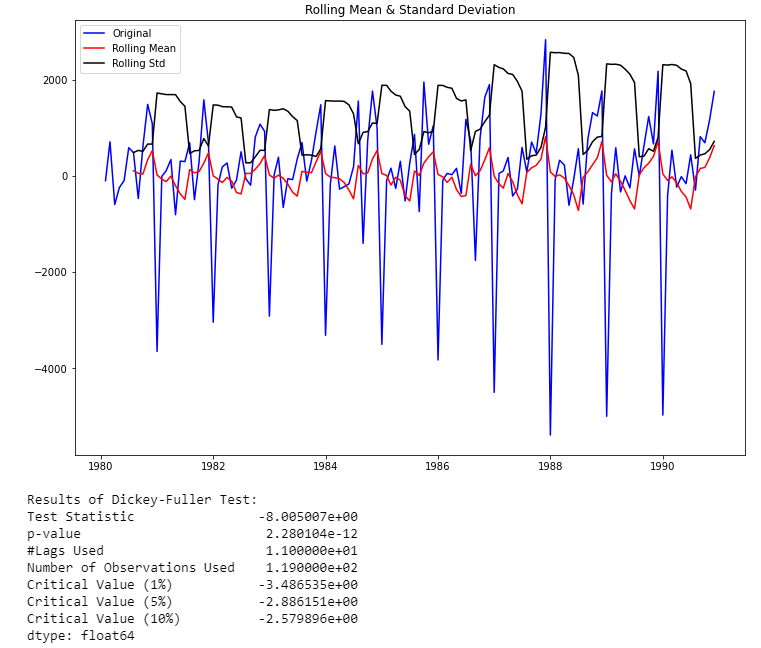 Rolling Mean & Standard Deviation
Original
Rolling Mean
Rolling Std
2000
0
−2000
−4000
1980 1982 1984 1986 1988 1990
Results of Dickey-Fuller Test:
Test Statistic -8.005007e+00
p-value 2.280104e-12
#Lags Used 1.100000e+01
Number of Observations Used 1.190000e+02
Critical Value (1%) -3.486535e+00
Critical Value (5%) -2.886151e+00
Critical Value (10%) -2.579896e+00
dtype: float64